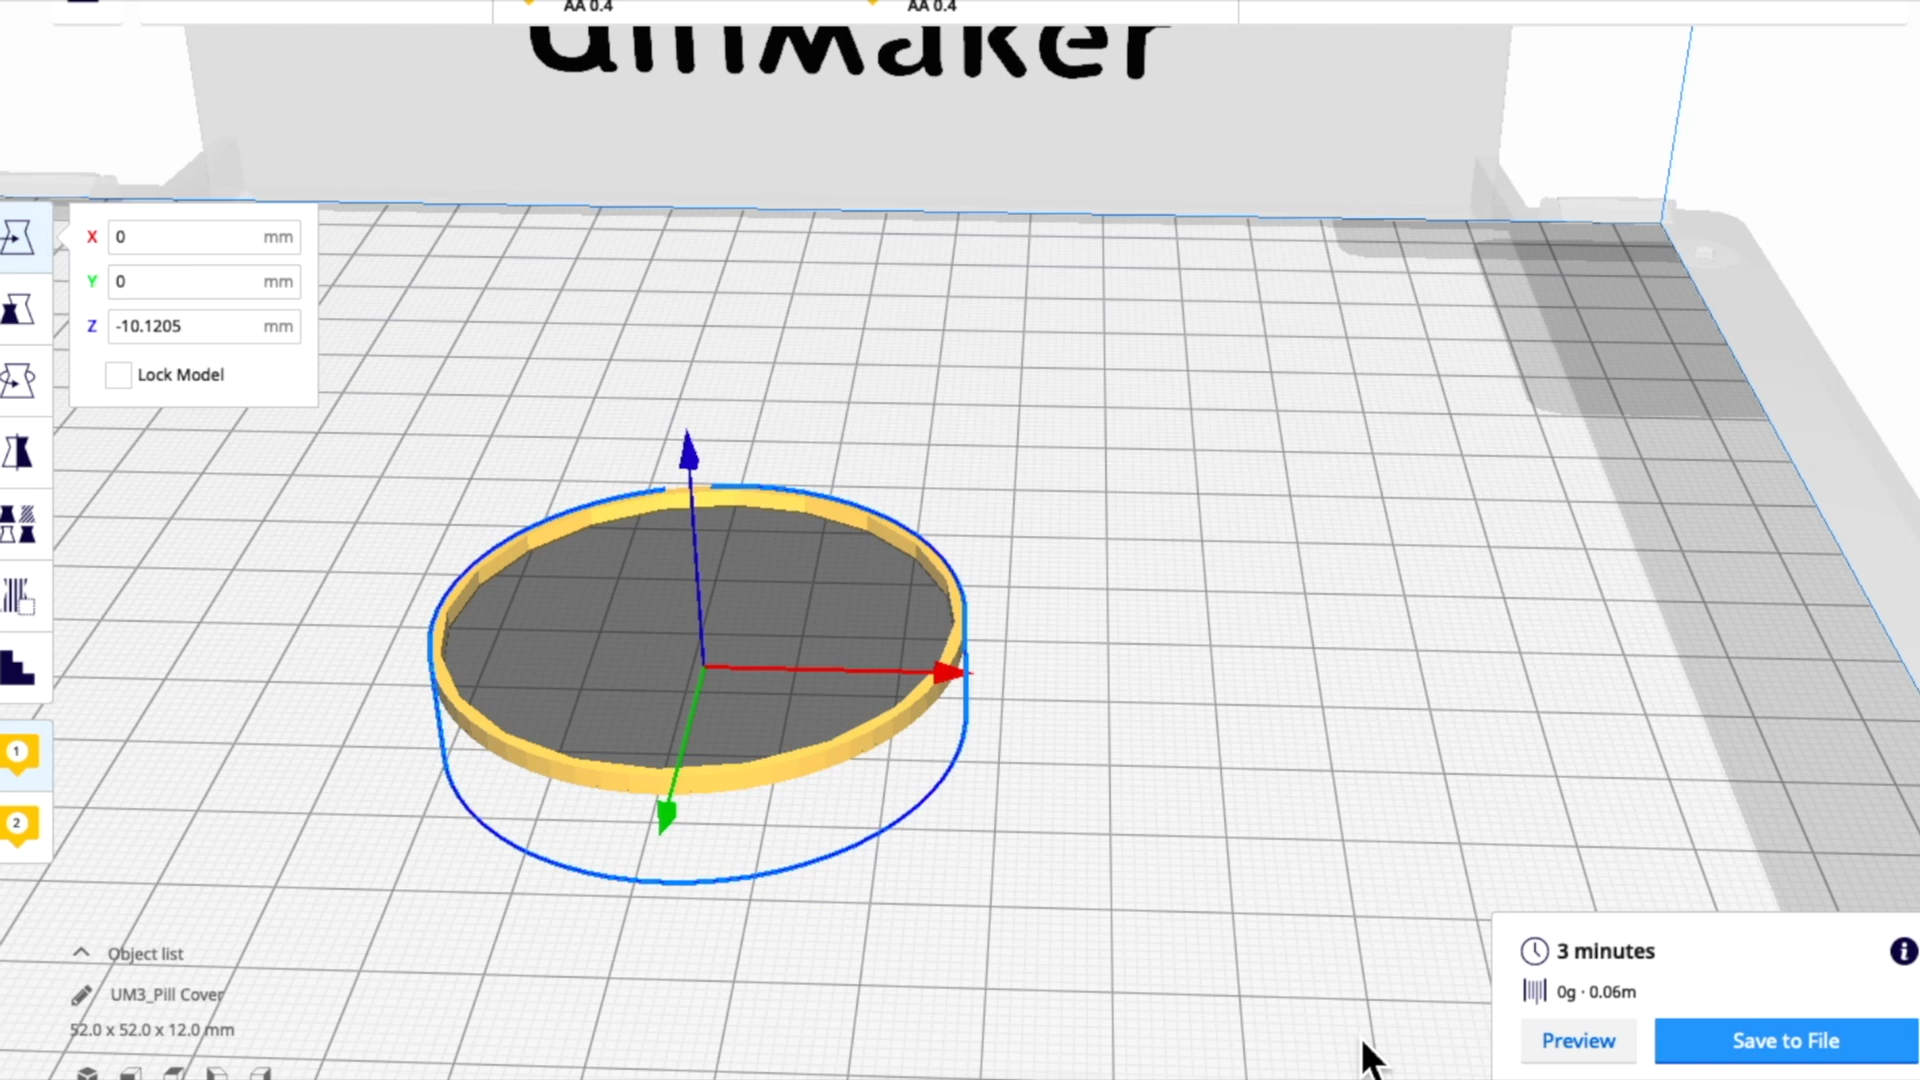 AA 0.4
AA 0.4
UltiMaker
X 0 mm
Y 0 mm
Z -10.1205 mm
Lock Model
1
2
Object list
UM3_Pill Cover
52.0 x 52.0 x 12.0 mm
3 minutes
0g · 0.06m
Preview
Save to File